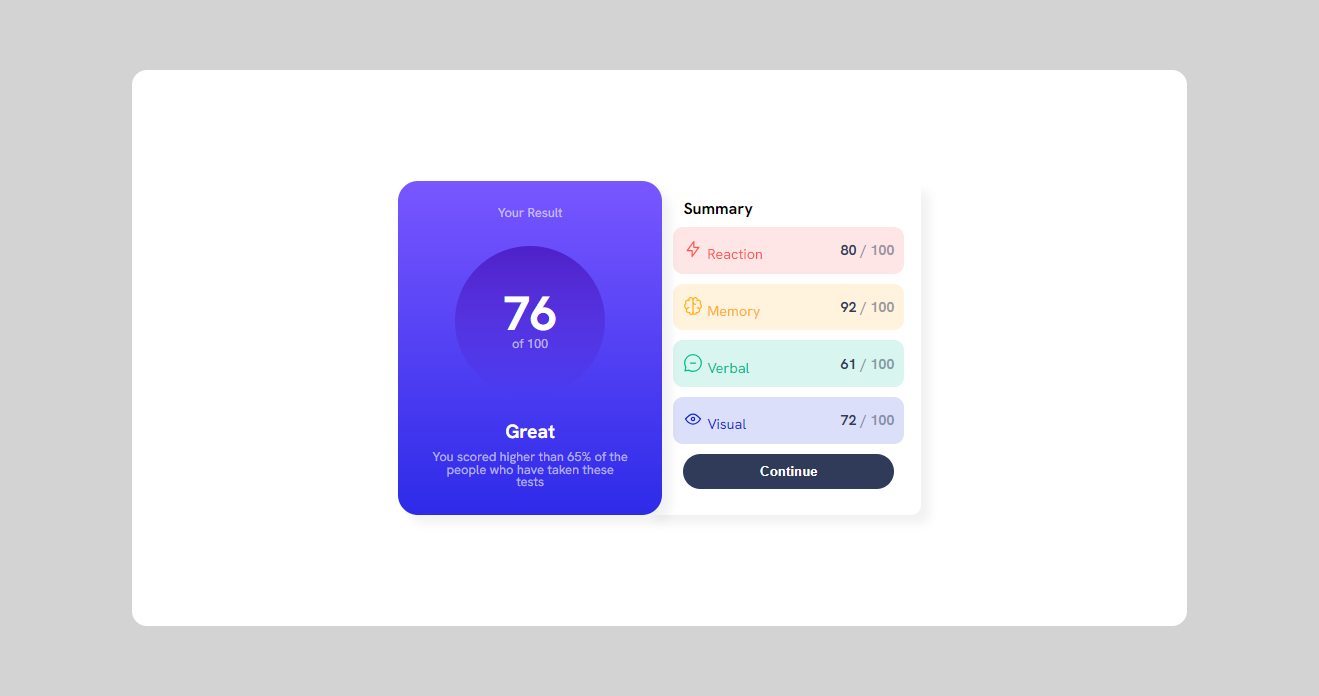 Your Result
76
of 100
Great
You scored higher than 65% of the
people who have taken these
tests
Summary
Reaction 80 / 100
Memory 92 / 100
Verbal 61 / 100
Visual 72 / 100
Continue